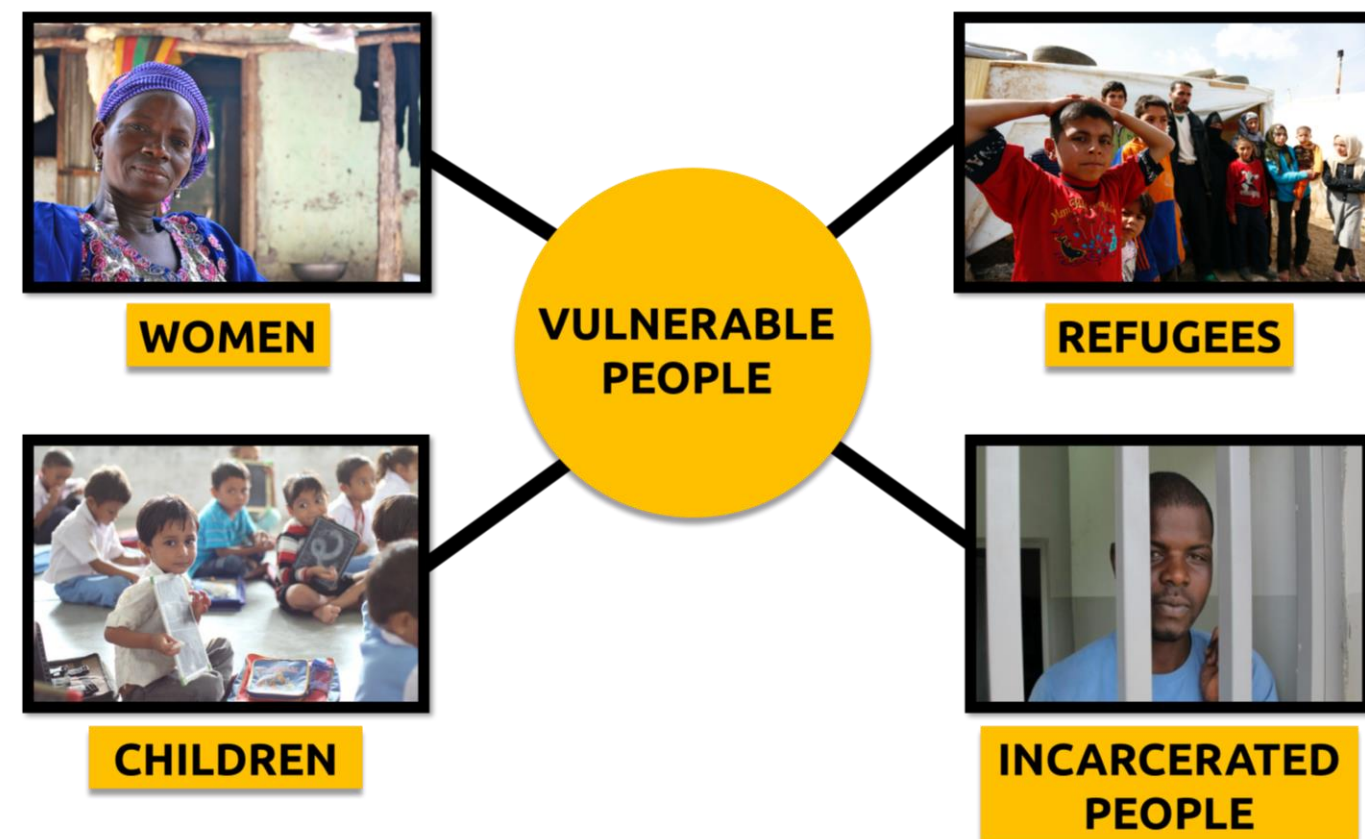 WOMEN
VULNERABLE
PEOPLE
REFUGEES
CHILDREN
INCARCERATED
PEOPLE